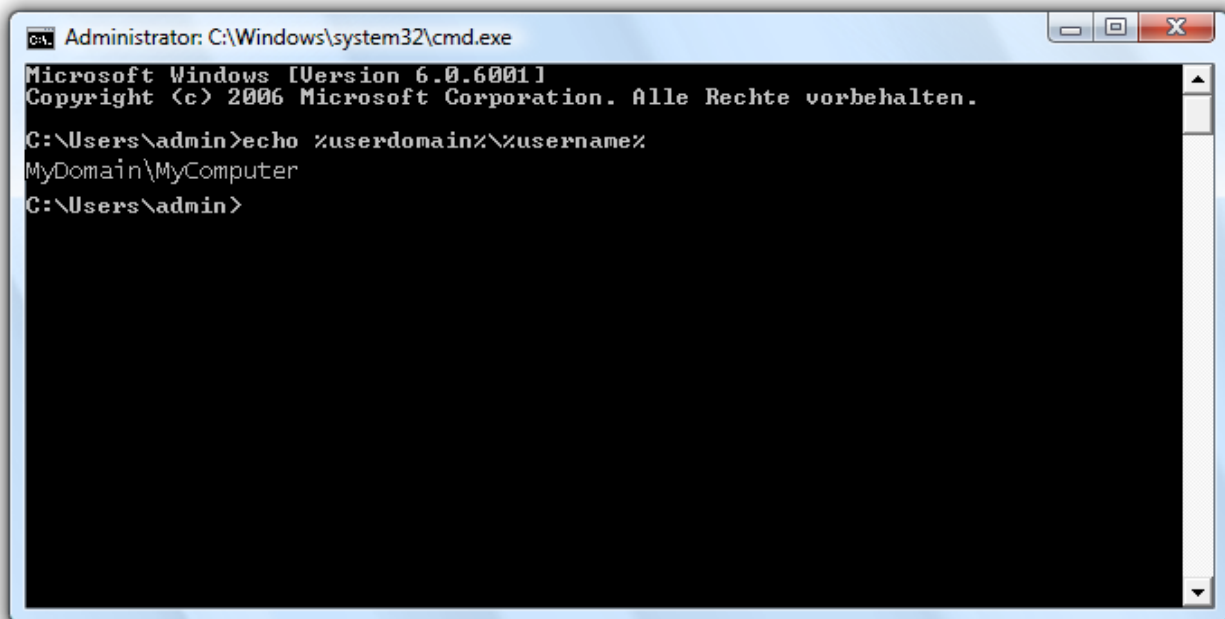 Administrator: C:\Windows\system32\cmd.exe
Microsoft Windows [Version 6.0.6001]
Copyright (c) 2006 Microsoft Corporation. Alle Rechte vorbehalten.
C:\Users\admin>echo %userdomain%\%username%
MyDomain\MyComputer
C:\Users\admin>